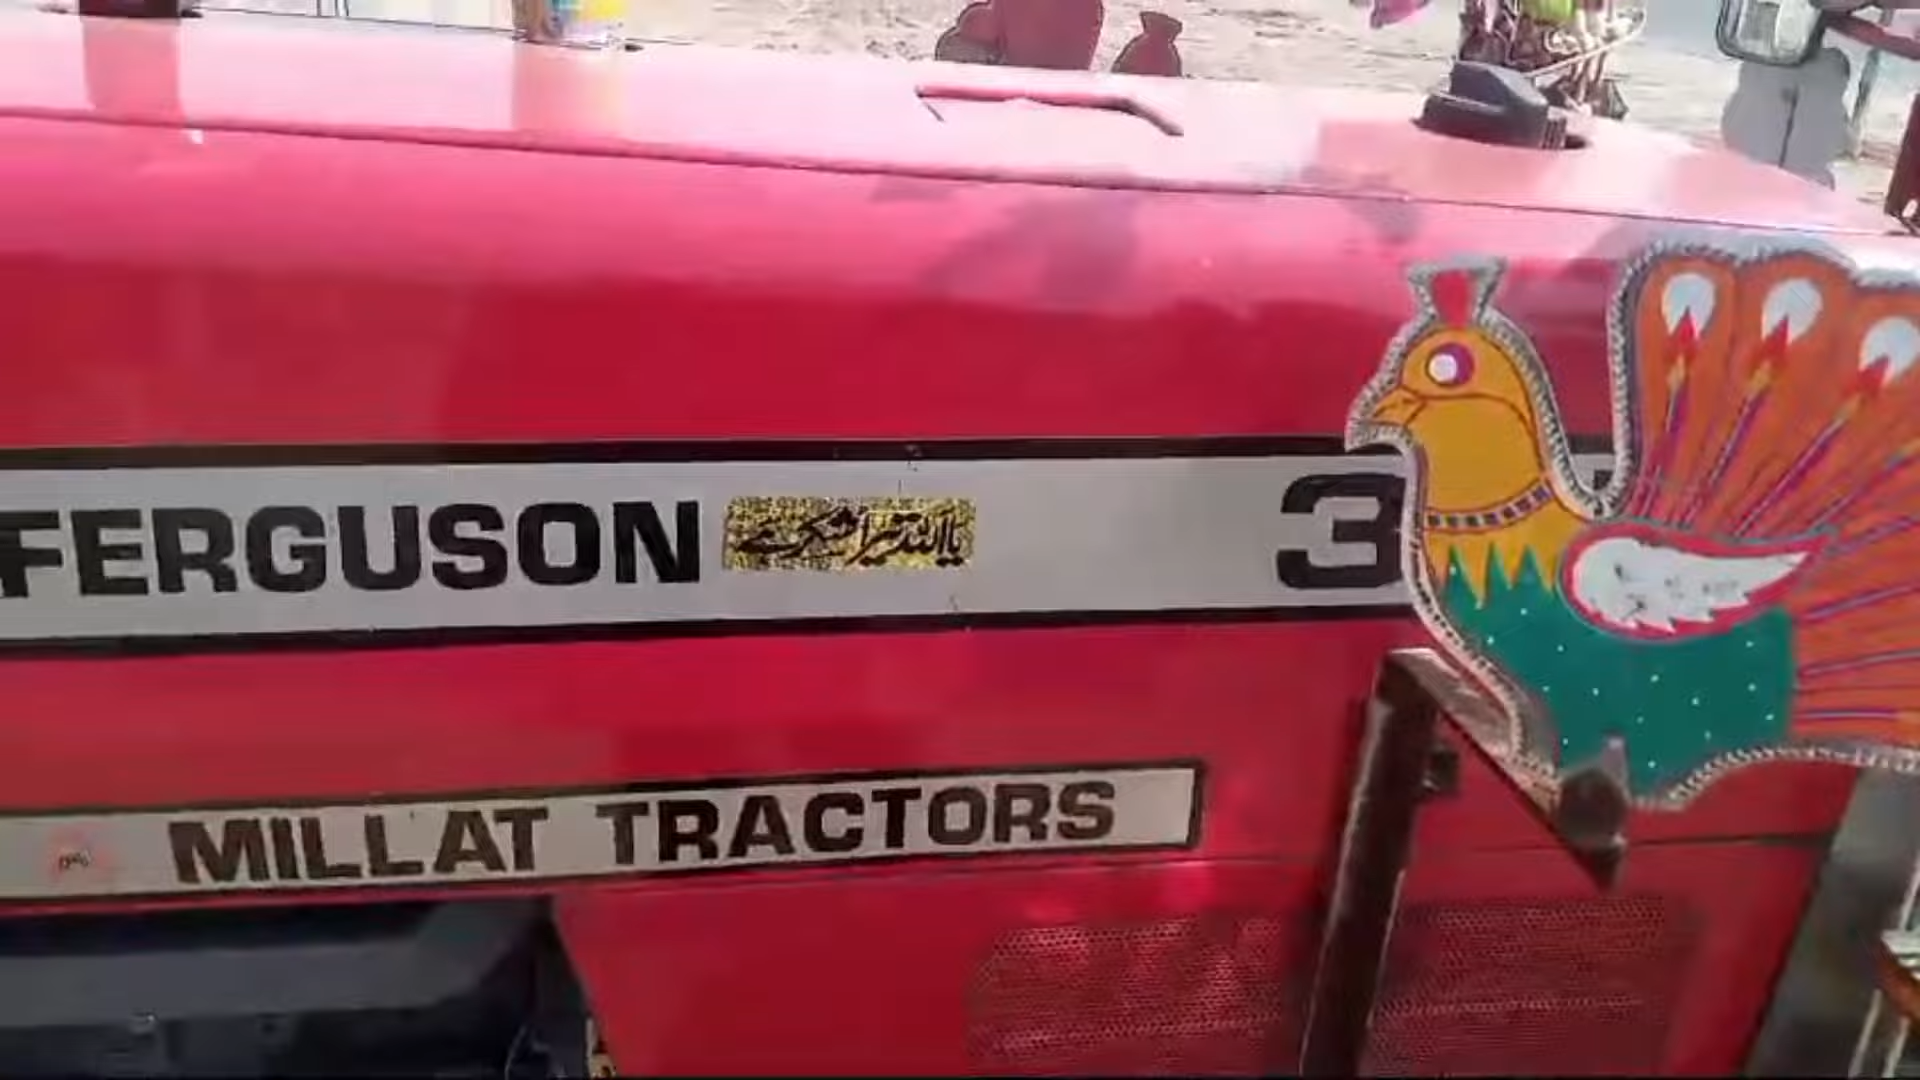 FERGUSON
یا اللہ تیرا شکر ہے
3
MILLAT TRACTORS